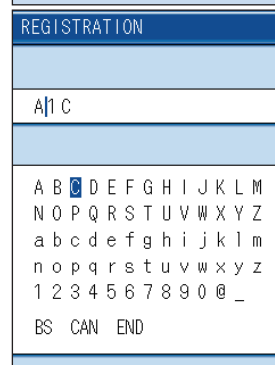 REGISTRATION
A1C
A B C D E F G H I J K L M
N O P Q R S T U V W X Y Z
a b c d e f g h i j k l m
n o p q r s t u v w x y z
1 2 3 4 5 6 7 8 9 0 @ _
BS CAN END